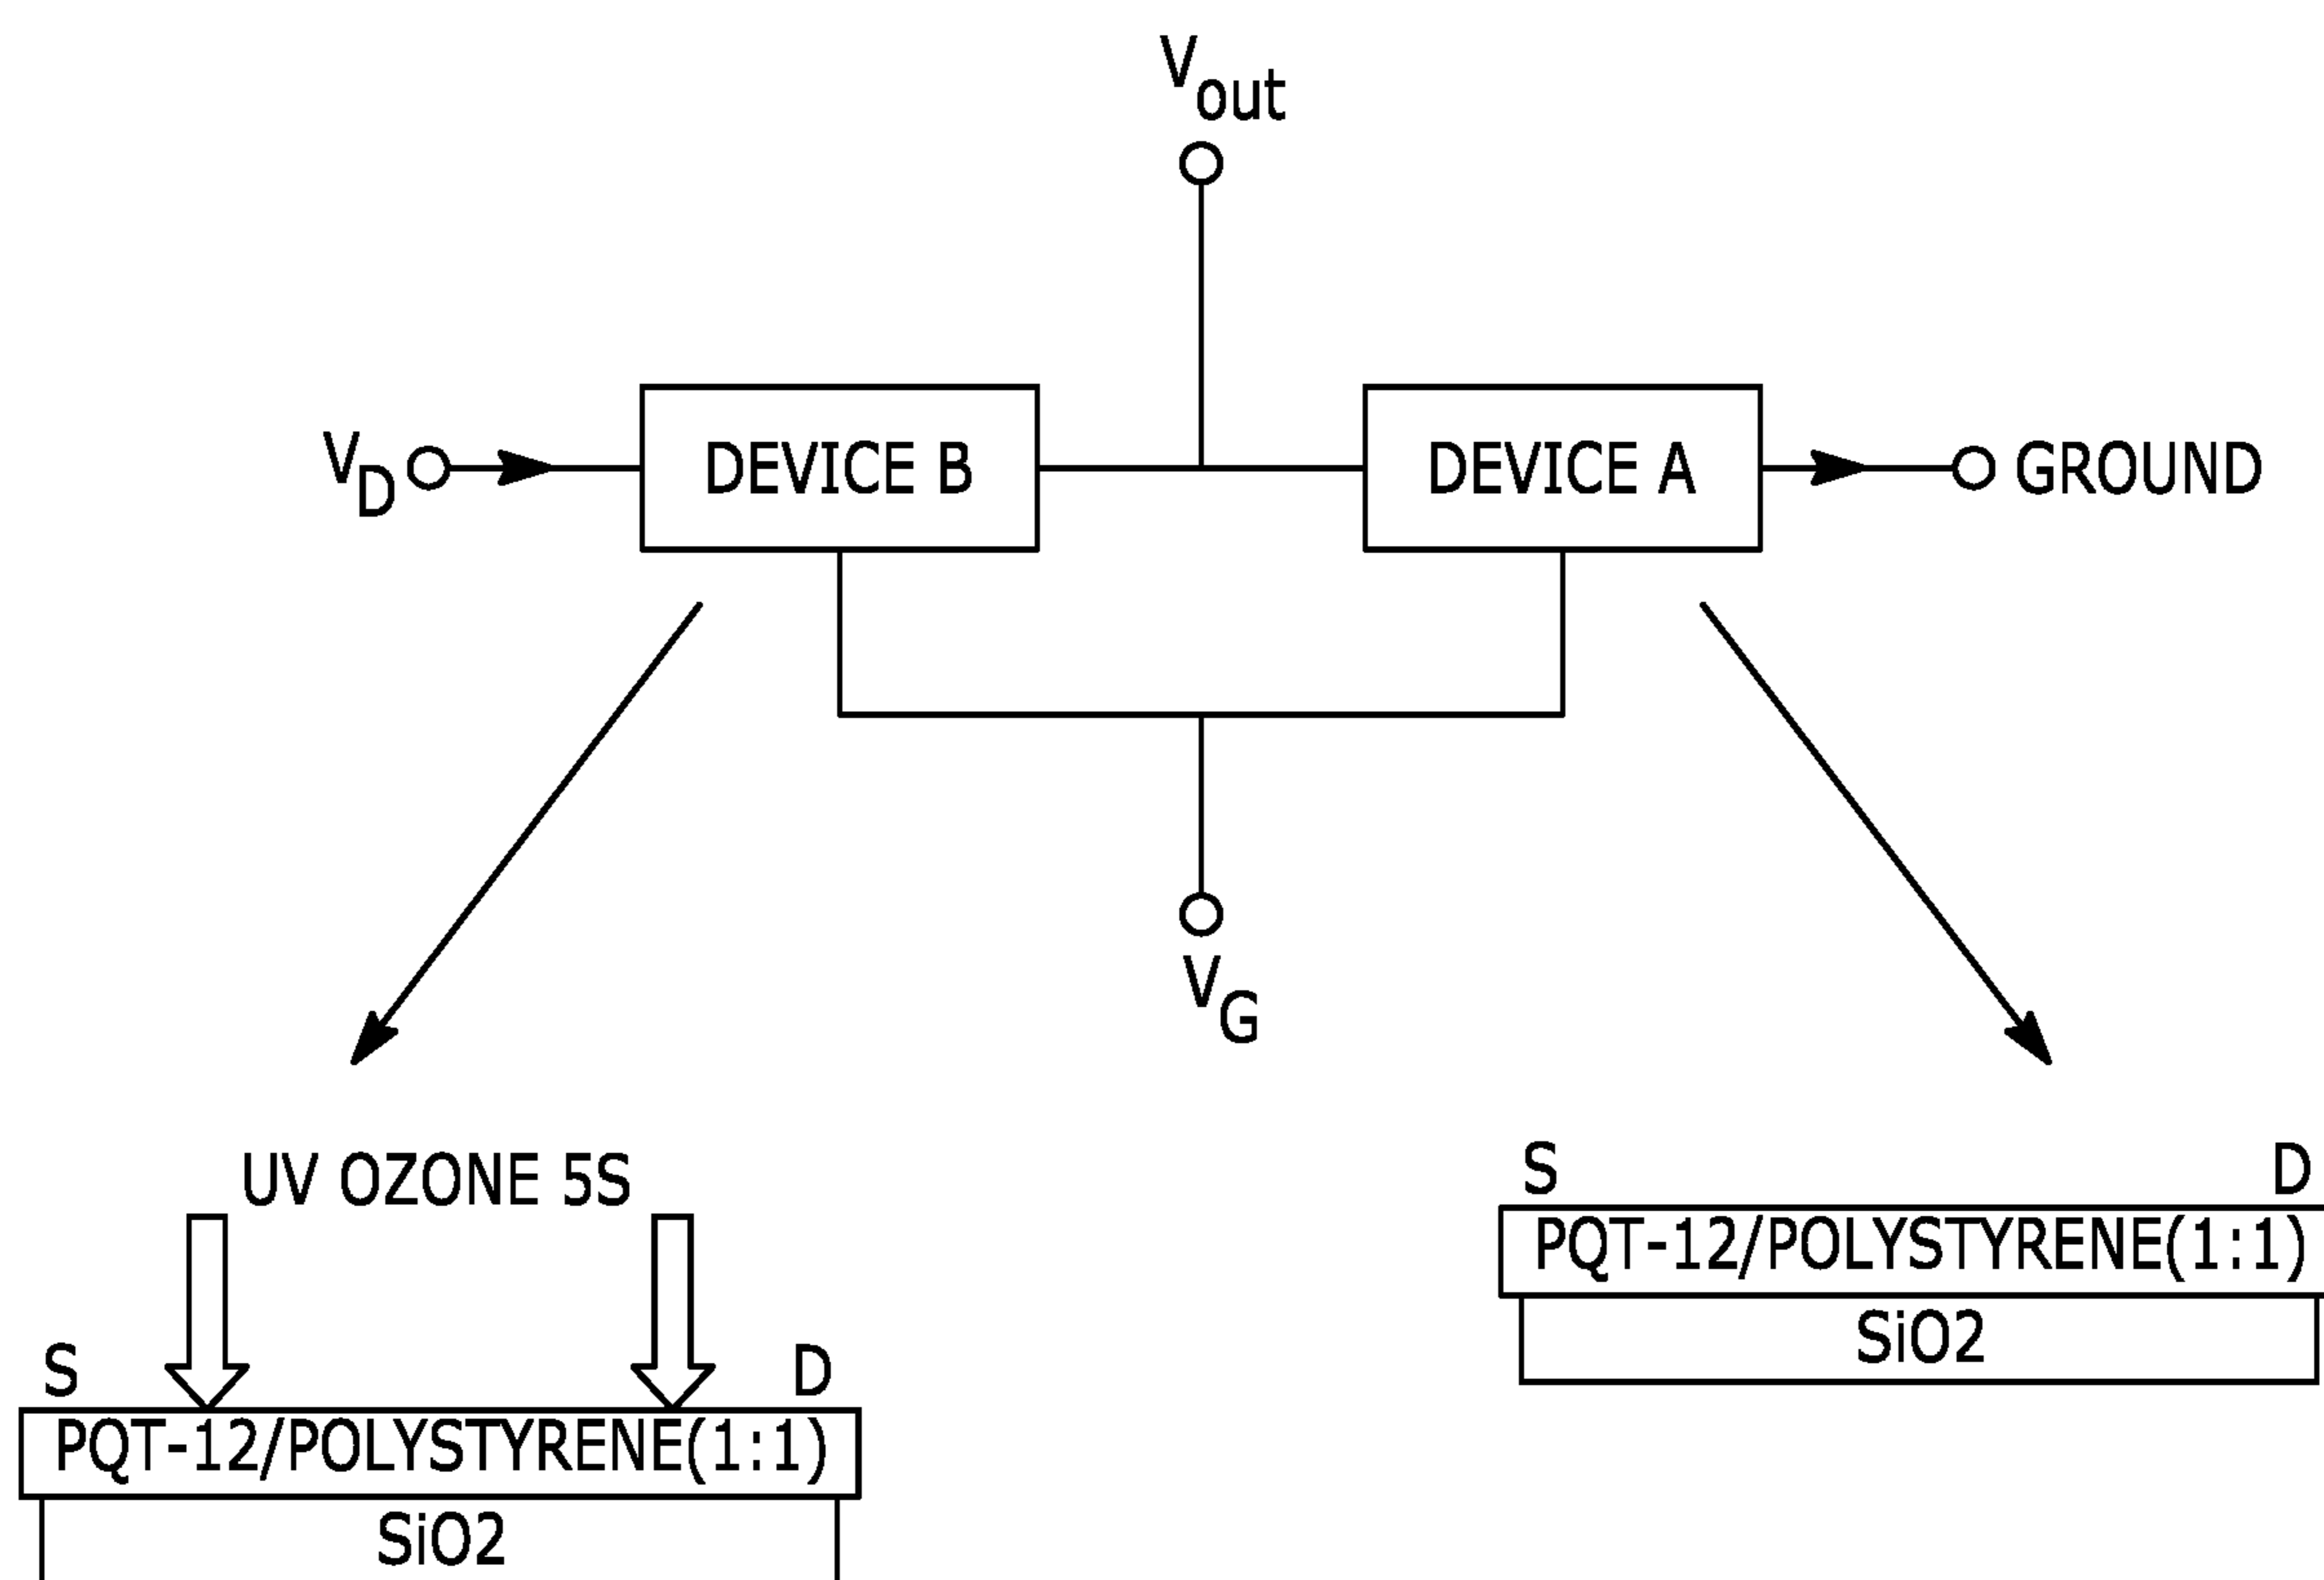 Vout
VD
DEVICE B
DEVICE A
GROUND
VG
UV OZONE 5S
S
D
PQT-12/POLYSTYRENE(1:1)
SiO2
S
D
PQT-12/POLYSTYRENE(1:1)
SiO2